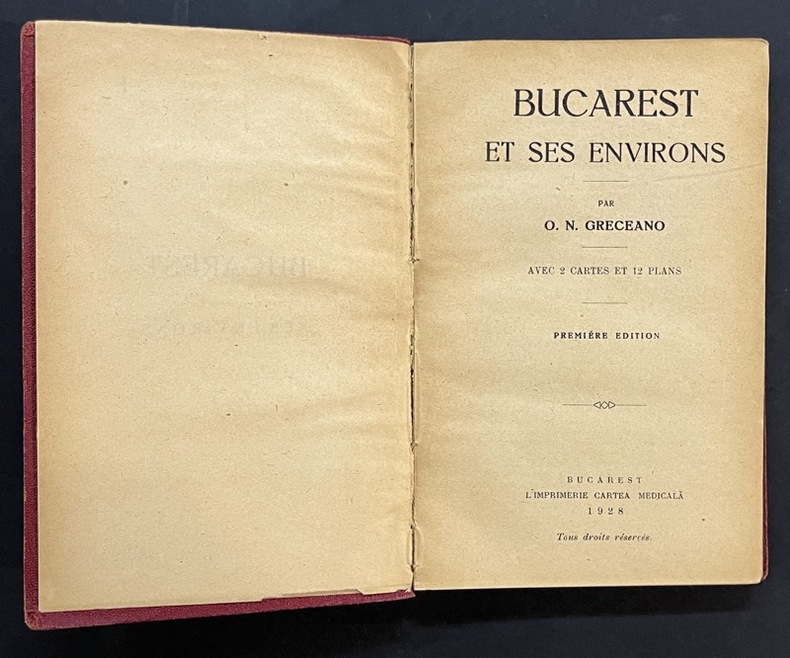 BUCAREST
ET SES ENVIRONS
PAR
O. N. GRECEANO
AVEC 2 CARTES ET 12 PLANS
PREMIÉRE EDITION
BUCAREST
L'IMPRIMERIE CARTEA MEDICALĂ
1928
Tous droits réservés.